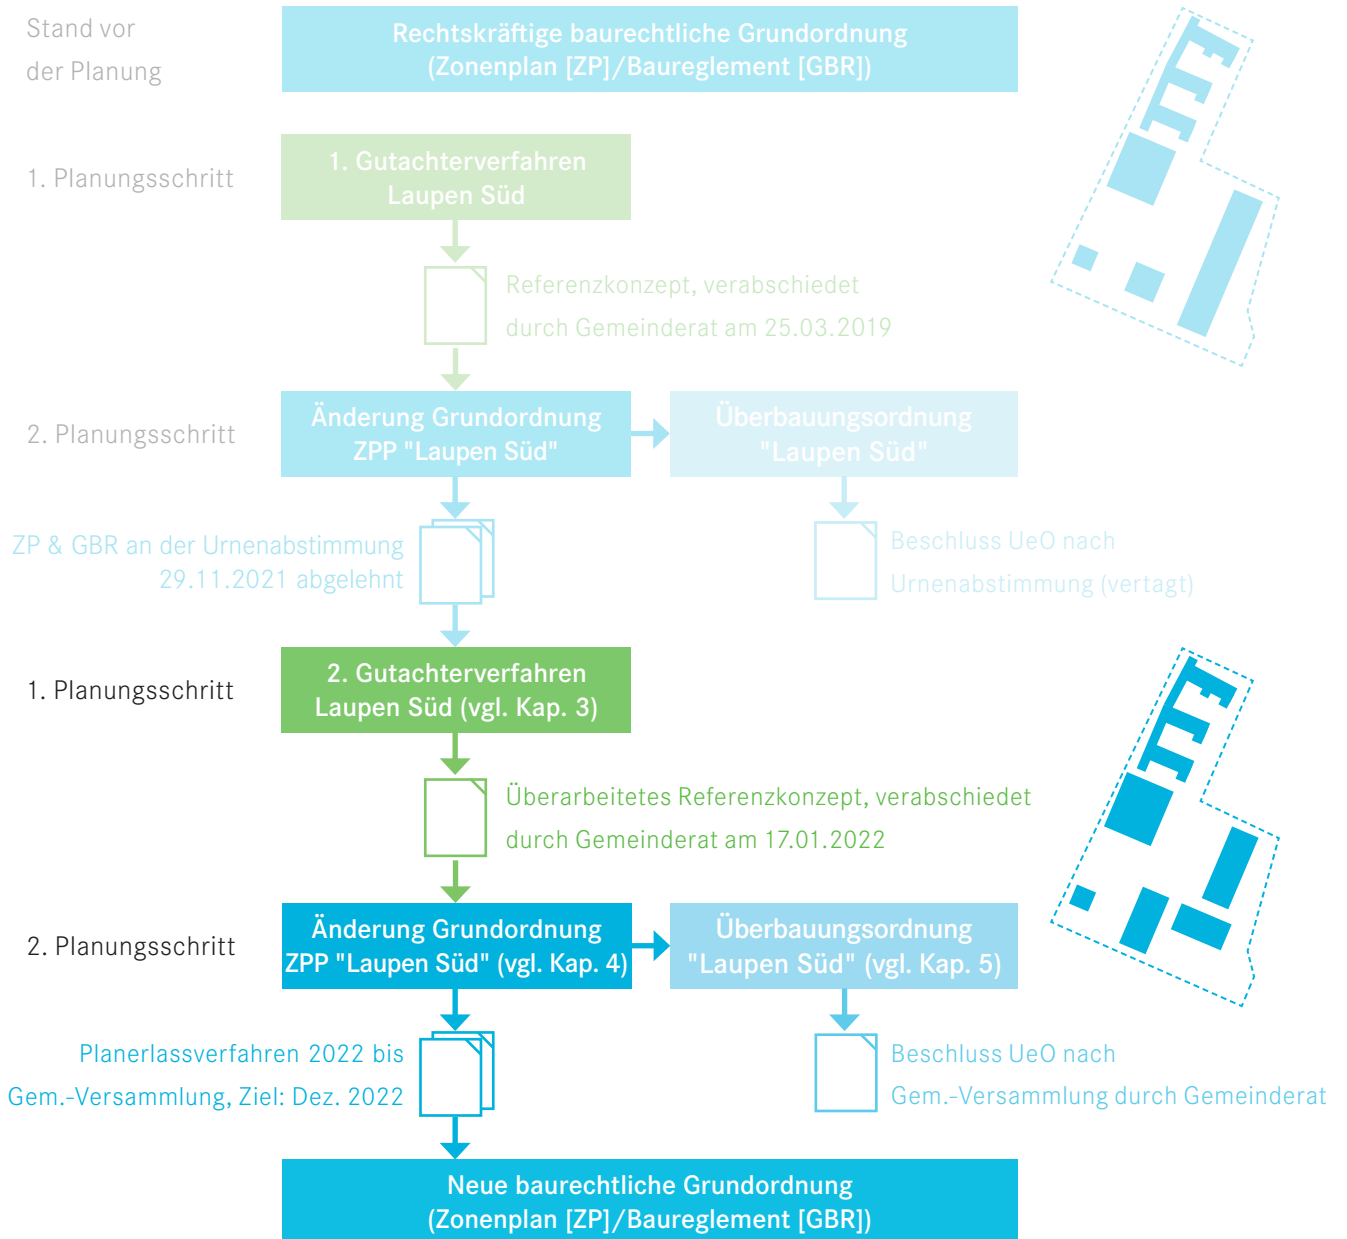 Stand vor
der Planung
Rechtskräftige baurechtliche Grundordnung
(Zonenplan [ZP]/Baureglement [GBR])
1. Planungsschritt
1. Gutachterverfahren
Laupen Süd
Referenzkonzept, verabschiedet
durch Gemeinderat am 25.03.2019
2. Planungsschritt
Änderung Grundordnung
ZPP "Laupen Süd"
Überbauungsordnung
"Laupen Süd"
ZP & GBR an der Urnenabstimmung
29.11.2021 abgelehnt
Beschluss UeO nach
Urnenabstimmung (vertagt)
1. Planungsschritt
2. Gutachterverfahren
Laupen Süd (vgl. Kap. 3)
Überarbeitetes Referenzkonzept, verabschiedet
durch Gemeinderat am 17.01.2022
2. Planungsschritt
Änderung Grundordnung
ZPP "Laupen Süd" (vgl. Kap. 4)
Überbauungsordnung
"Laupen Süd" (vgl. Kap. 5)
Planerlassverfahren 2022 bis
Gem.-Versammlung, Ziel: Dez. 2022
Beschluss UeO nach
Gem.-Versammlung durch Gemeinderat
Neue baurechtliche Grundordnung
(Zonenplan [ZP]/Baureglement [GBR])